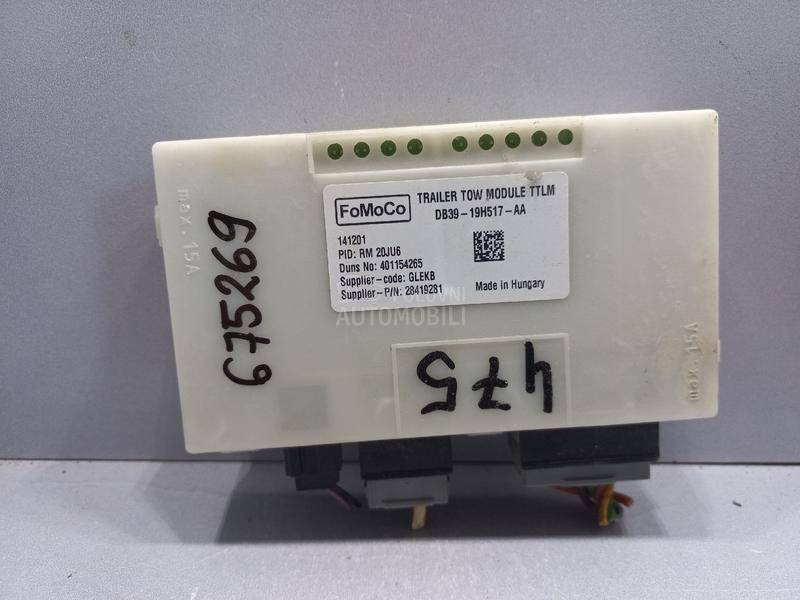 FoMoCo
TRAILER TOW MODULE TTLM
DB39-19H517-AA
141201
PID: RM 20JU6
Duns No: 401154265
Supplier-code: GLEKB
Supplier-P/N: 28419281
Made in Hungary
POLOVNI
AUTOMOBILI
max. 15A
675269
475
max. 15A